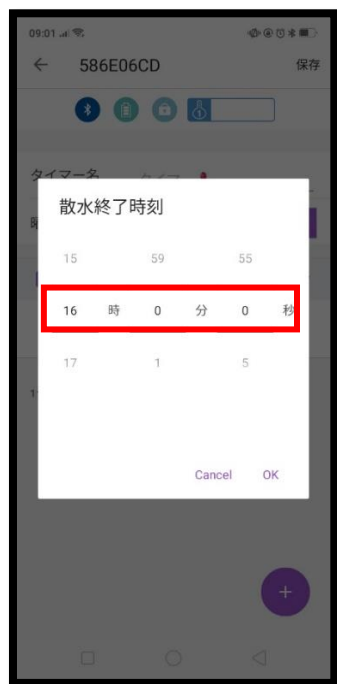 09:01
586E06CD
保存
1
タイマー名
散水終了時刻
15 59 55
16 時 0 分 0 秒
17 1 5
Cancel OK
+